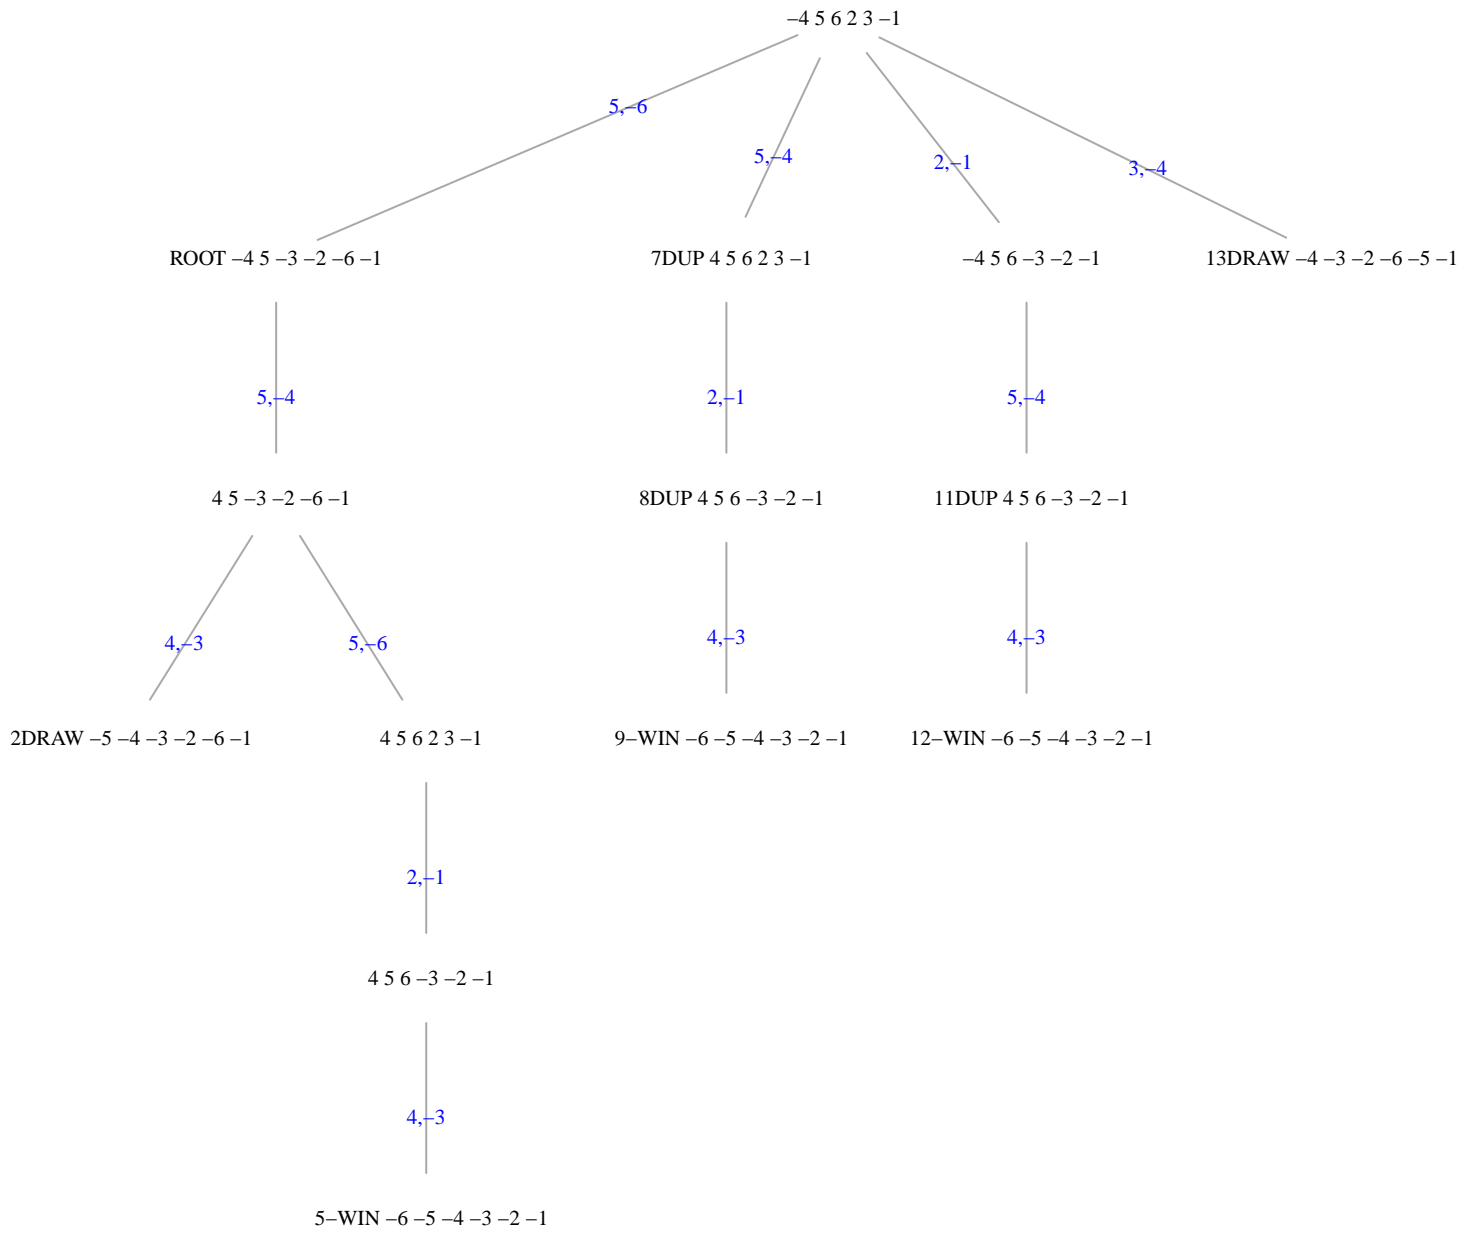 –4 5 6 2 3 –1
5,–6
5,–4
2,–1
3,–4
ROOT –4 5 –3 –2 –6 –1
7DUP 4 5 6 2 3 –1
–4 5 6 –3 –2 –1
13DRAW –4 –3 –2 –6 –5 –1
5,–4
2,–1
5,–4
4 5 –3 –2 –6 –1
8DUP 4 5 6 –3 –2 –1
11DUP 4 5 6 –3 –2 –1
4,–3
5,–6
4,–3
4,–3
2DRAW –5 –4 –3 –2 –6 –1
4 5 6 2 3 –1
9–WIN –6 –5 –4 –3 –2 –1
12–WIN –6 –5 –4 –3 –2 –1
2,–1
4 5 6 –3 –2 –1
4,–3
5–WIN –6 –5 –4 –3 –2 –1